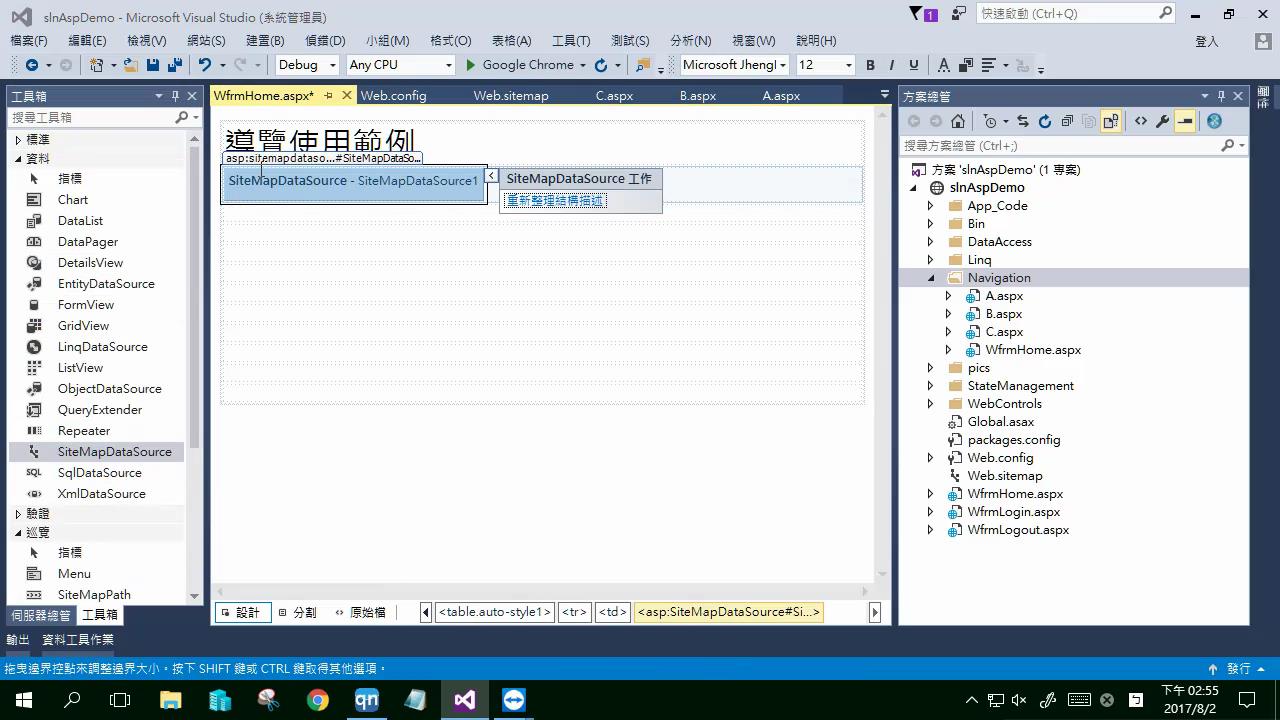 slnAspDemo - Microsoft Visual Studio (系統管理員)
1
快速啟動 (Ctrl+Q)
檔案(F) 編輯(E) 檢視(V) 網站(S) 建置(B) 偵錯(D) 小組(M) 格式(O) 表格(A) 工具(T) 測試(S) 分析(N) 視窗(W) 說明(H)
登入
Debug Any CPU Google Chrome Microsoft Jhengl 12 B I U A
工具箱
搜尋工具箱
標準
資料
指標
Chart
DataList
DataPager
DetailsView
EntityDataSource
FormView
GridView
LinqDataSource
ListView
ObjectDataSource
QueryExtender
Repeater
SiteMapDataSource
SQL SqlDataSource
XmlDataSource
驗證
巡覽
指標
Menu
SiteMapPath
伺服器總管 工具箱
WfrmHome.aspx* Web.config Web.sitemap C.aspx B.aspx A.aspx
導覽使用範例
asp:sitemapdataso...#SiteMapDataSo...
SiteMapDataSource - SiteMapDataSource1
SiteMapDataSource 工作
重新整理結構描述
設計 分割 原始檔 <table.auto-style1> <tr> <td> <asp:SiteMapDataSource#Si...>
方案總管
搜尋方案總管 (Ctrl+;)
方案 'slnAspDemo' (1 專案)
slnAspDemo
App_Code
Bin
DataAccess
Linq
Navigation
A.aspx
B.aspx
C.aspx
WfrmHome.aspx
pics
StateManagement
WebControls
Global.asax
packages.config
Web.config
Web.sitemap
WfrmHome.aspx
WfrmLogin.aspx
WfrmLogout.aspx
輸出 資料工具作業
拖曳邊界控點來調整邊界大小。按下 SHIFT 鍵或 CTRL 鍵取得其他選項。
發行
qn
下午 02:55
2017/8/2